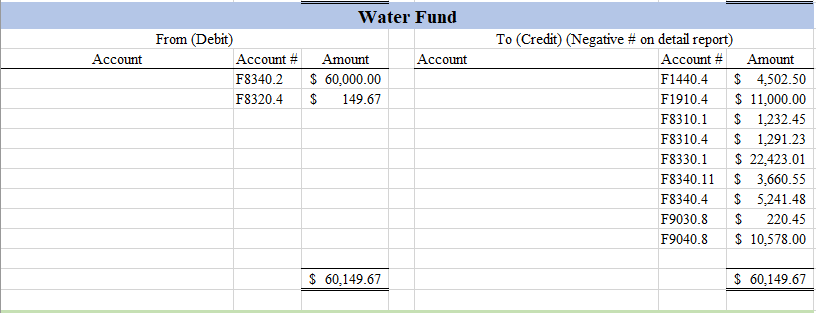 Water Fund
From (Debit) To (Credit) (Negative # on detail report)
Account Account # Amount Account Account # Amount
F8340.2 $ 60,000.00 F1440.4 $ 4,502.50
F8320.4 $ 149.67 F1910.4 $ 11,000.00
F8310.1 $ 1,232.45
F8310.4 $ 1,291.23
F8330.1 $ 22,423.01
F8340.11 $ 3,660.55
F8340.4 $ 5,241.48
F9030.8 $ 220.45
F9040.8 $ 10,578.00
$ 60,149.67 $ 60,149.67